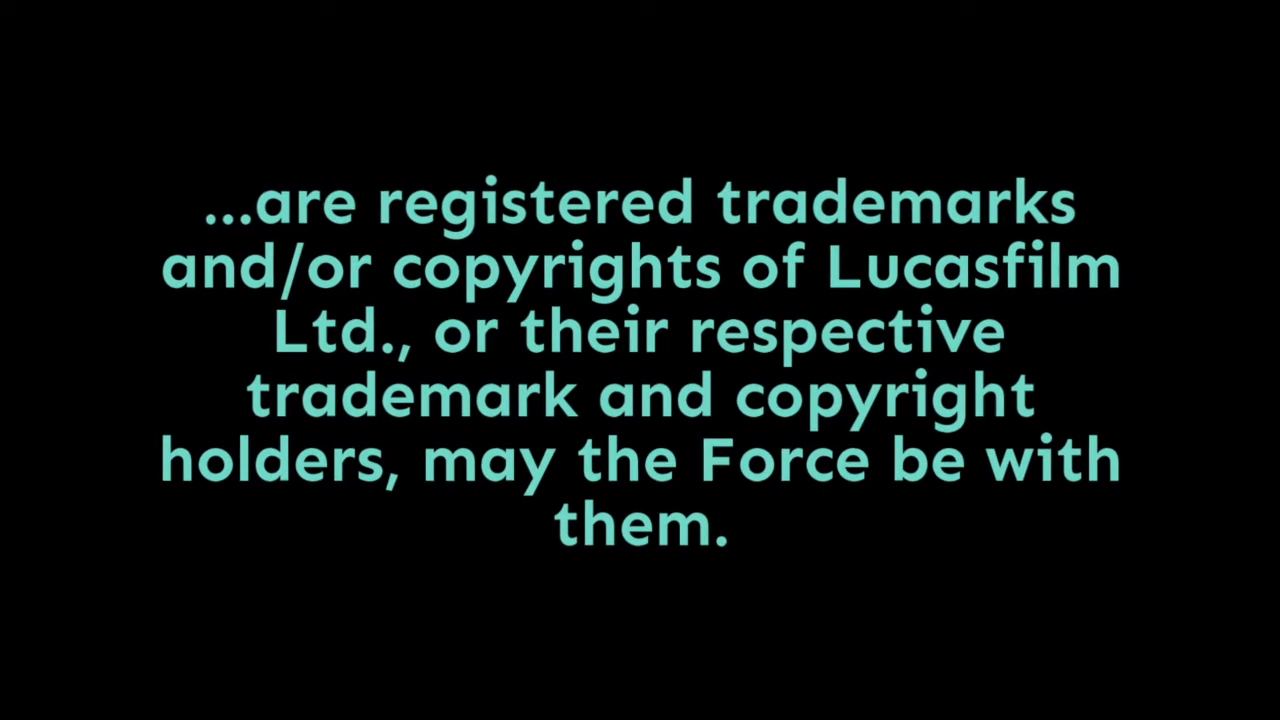 ...are registered trademarks
and/or copyrights of Lucasfilm
Ltd., or their respective
trademark and copyright
holders, may the Force be with
them.